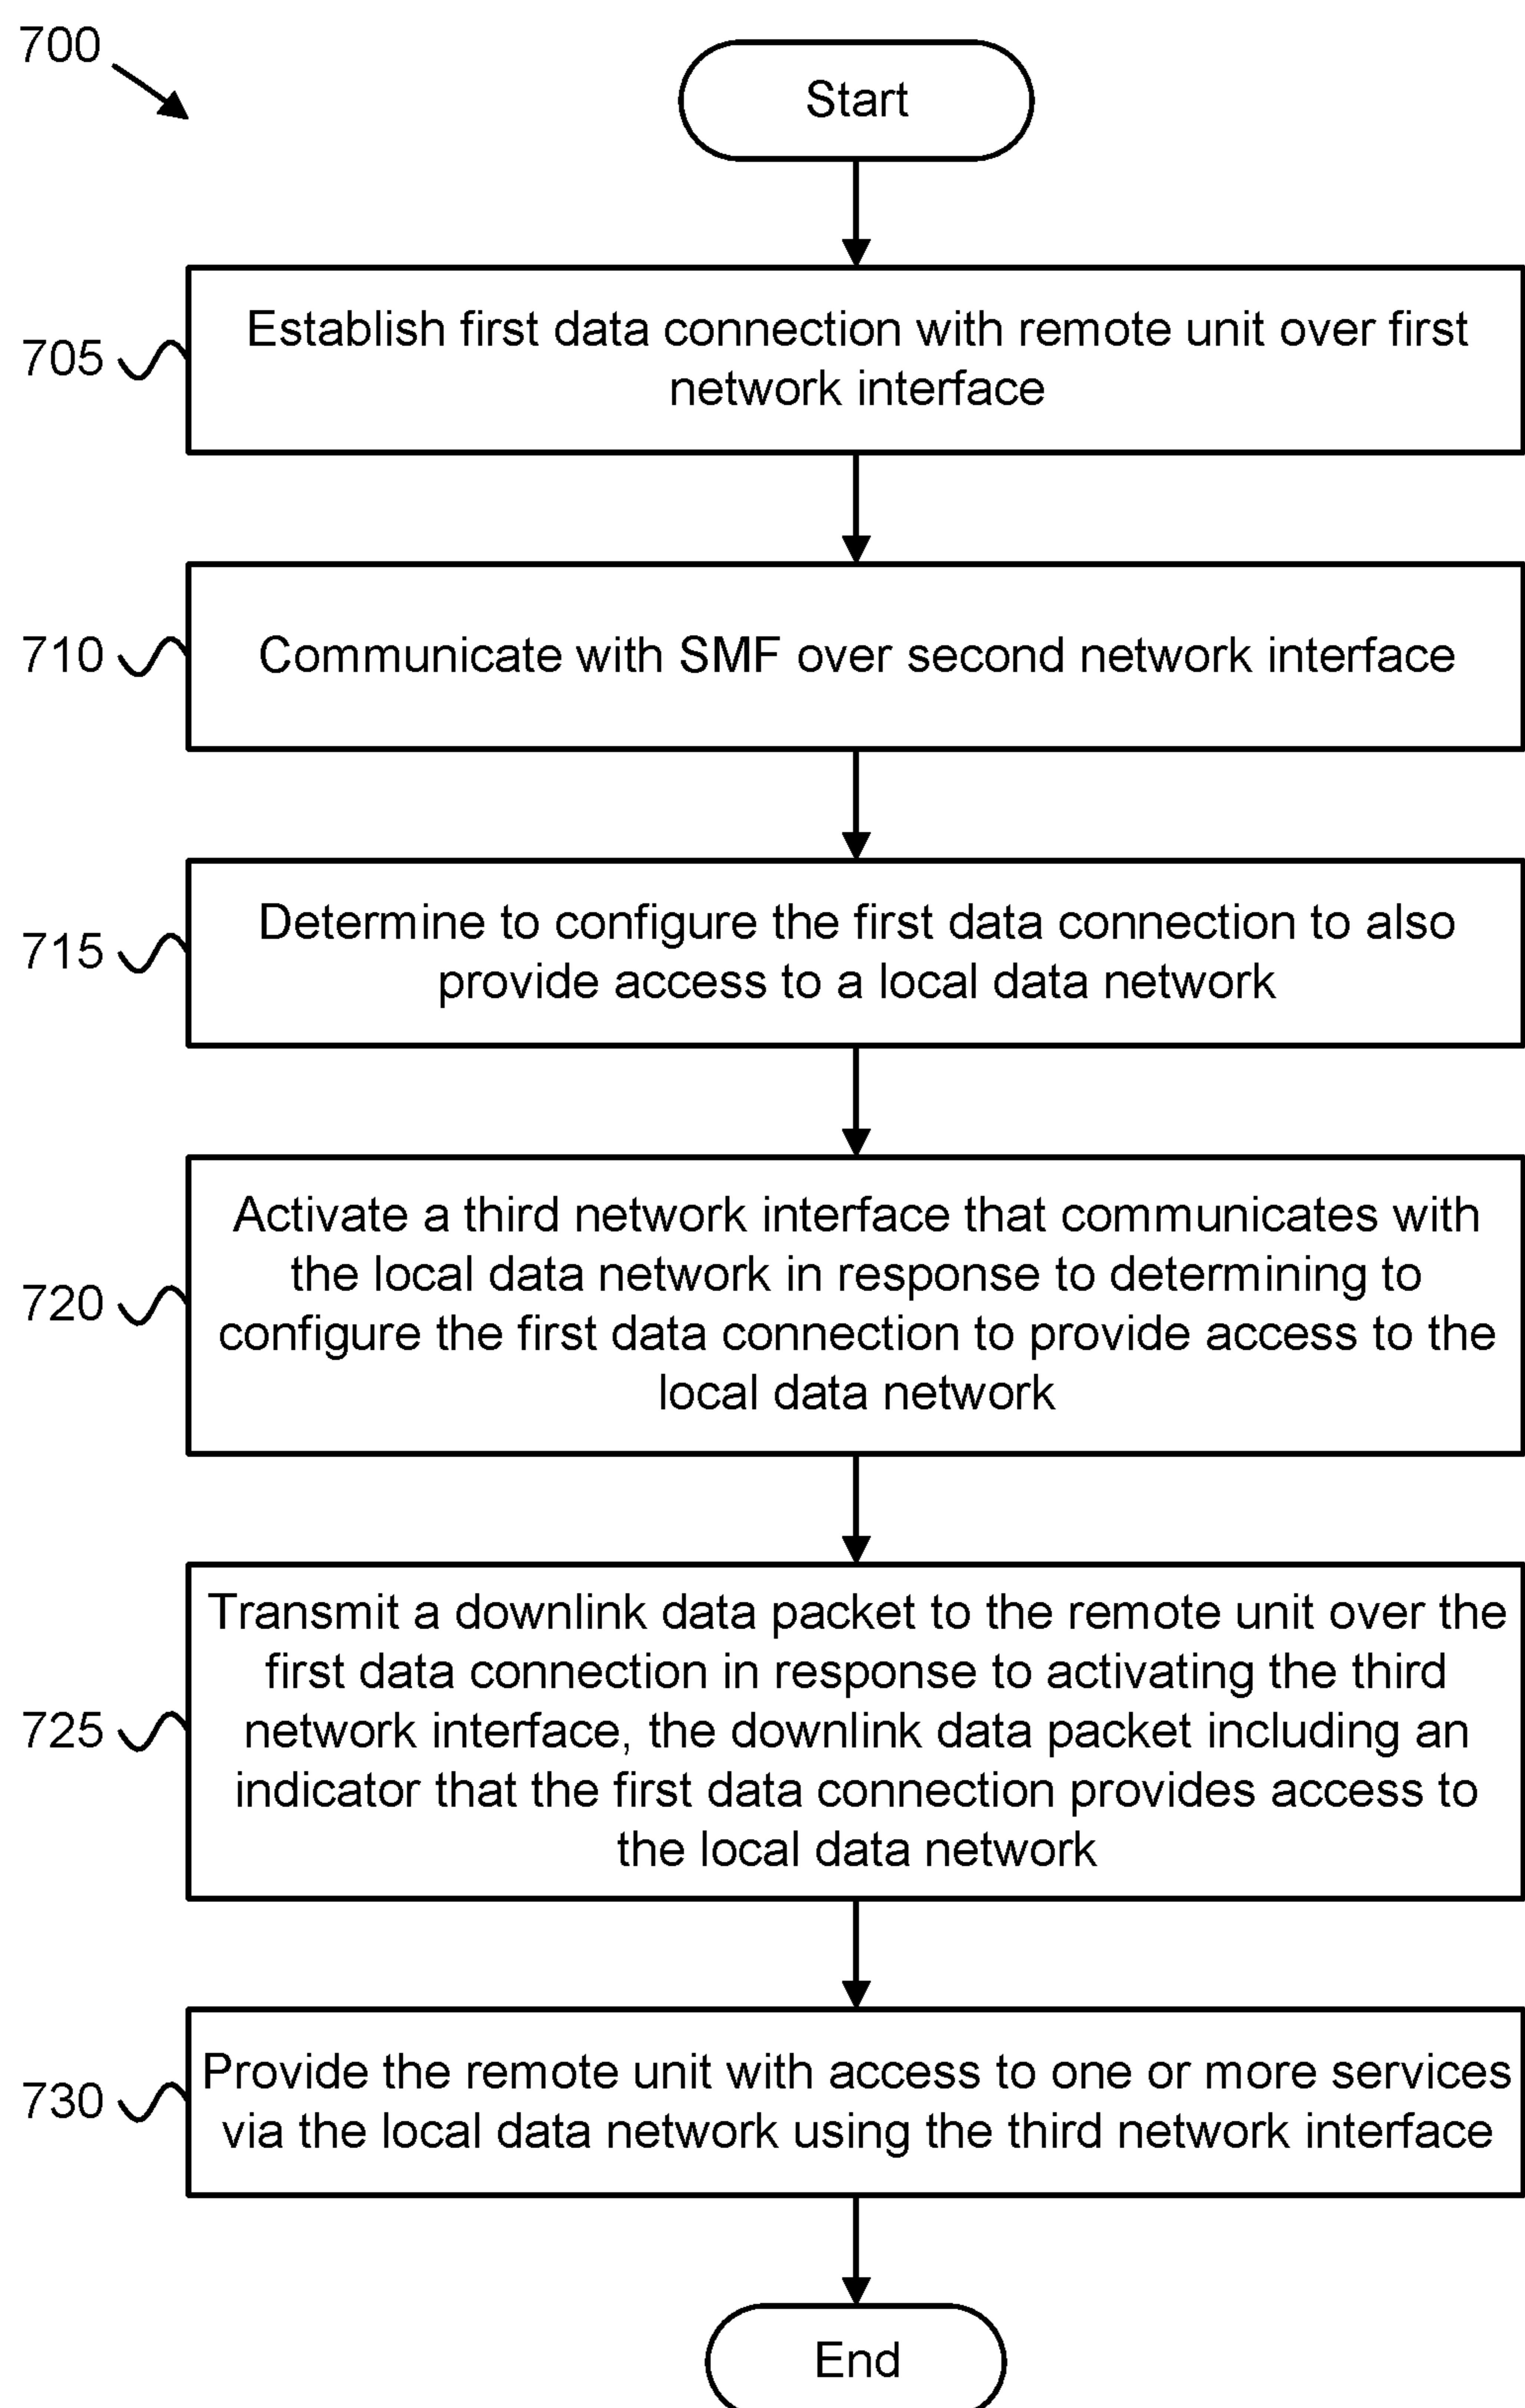 700
Start
705
Establish first data connection with remote unit over first
network interface
710
Communicate with SMF over second network interface
715
Determine to configure the first data connection to also
provide access to a local data network
720
Activate a third network interface that communicates with
the local data network in response to determining to
configure the first data connection to provide access to the
local data network
725
Transmit a downlink data packet to the remote unit over the
first data connection in response to activating the third
network interface, the downlink data packet including an
indicator that the first data connection provides access to
the local data network
730
Provide the remote unit with access to one or more services
via the local data network using the third network interface
End